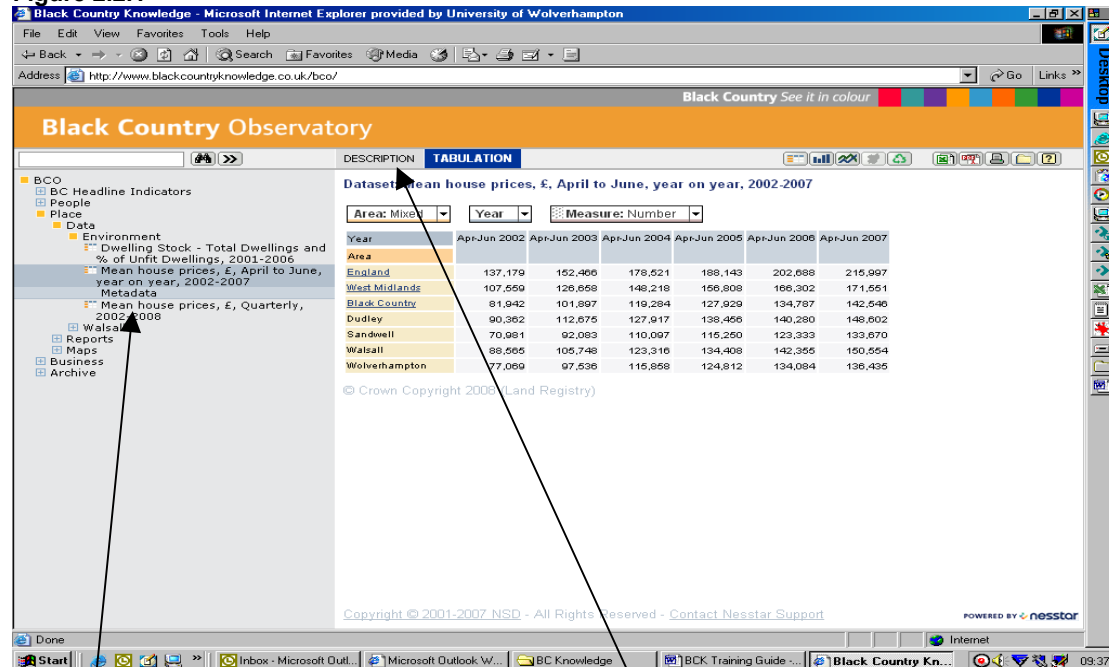 Black Country Knowledge - Microsoft Internet Explorer provided by University of Wolverhampton
File Edit View Favorites Tools Help
Back Search Favorites Media
Address http://www.blackcountryknowledge.co.uk/bco/ Go Links »
Desktop
Black Country See it in colour
Black Country Observatory
DESCRIPTION TABULATION
BCO
BC Headline Indicators
People
Place
Data
Environment
Dwelling Stock - Total Dwellings and
% of Unfit Dwellings, 2001-2006
Mean house prices, £, April to June,
year on year, 2002-2007
Metadata
Mean house prices, £, Quarterly,
2002-2008
Walsall
Reports
Maps
Business
Archive
Dataset: Mean house prices, £, April to June, year on year, 2002-2007
Area: Mixed Year Measure: Number
Year Apr-Jun 2002 Apr-Jun 2003 Apr-Jun 2004 Apr-Jun 2005 Apr-Jun 2006 Apr-Jun 2007
Area
England 137,179 152,466 178,521 188,143 202,688 215,997
West Midlands 107,559 126,658 148,218 156,808 166,302 171,551
Black Country 81,942 101,897 119,284 127,929 134,787 142,546
Dudley 90,362 112,675 127,917 138,456 140,280 148,602
Sandwell 70,981 92,083 110,097 115,250 123,333 133,670
Walsall 88,565 105,748 123,316 134,408 142,355 150,554
Wolverhampton 77,069 97,536 115,858 124,812 134,084 136,435
© Crown Copyright 2008 (Land Registry)
Copyright © 2001-2007 NSD - All Rights Reserved - Contact Nesstar Support
POWERED BY nesstar
Done Internet
Start » Inbox - Microsoft Outl... Microsoft Outlook W... BC Knowledge BCK Training Guide -... Black Country Kn... 09:37